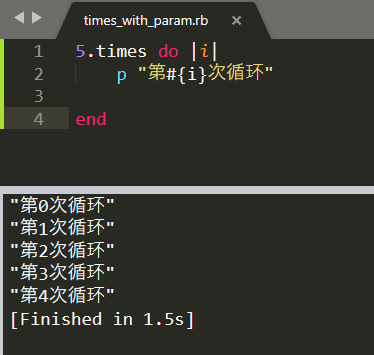 times_with_param.rb
1 5.times do |i|
2 p "第#{i}次循环"
3
4 end
"第0次循环"
"第1次循环"
"第2次循环"
"第3次循环"
"第4次循环"
[Finished in 1.5s]